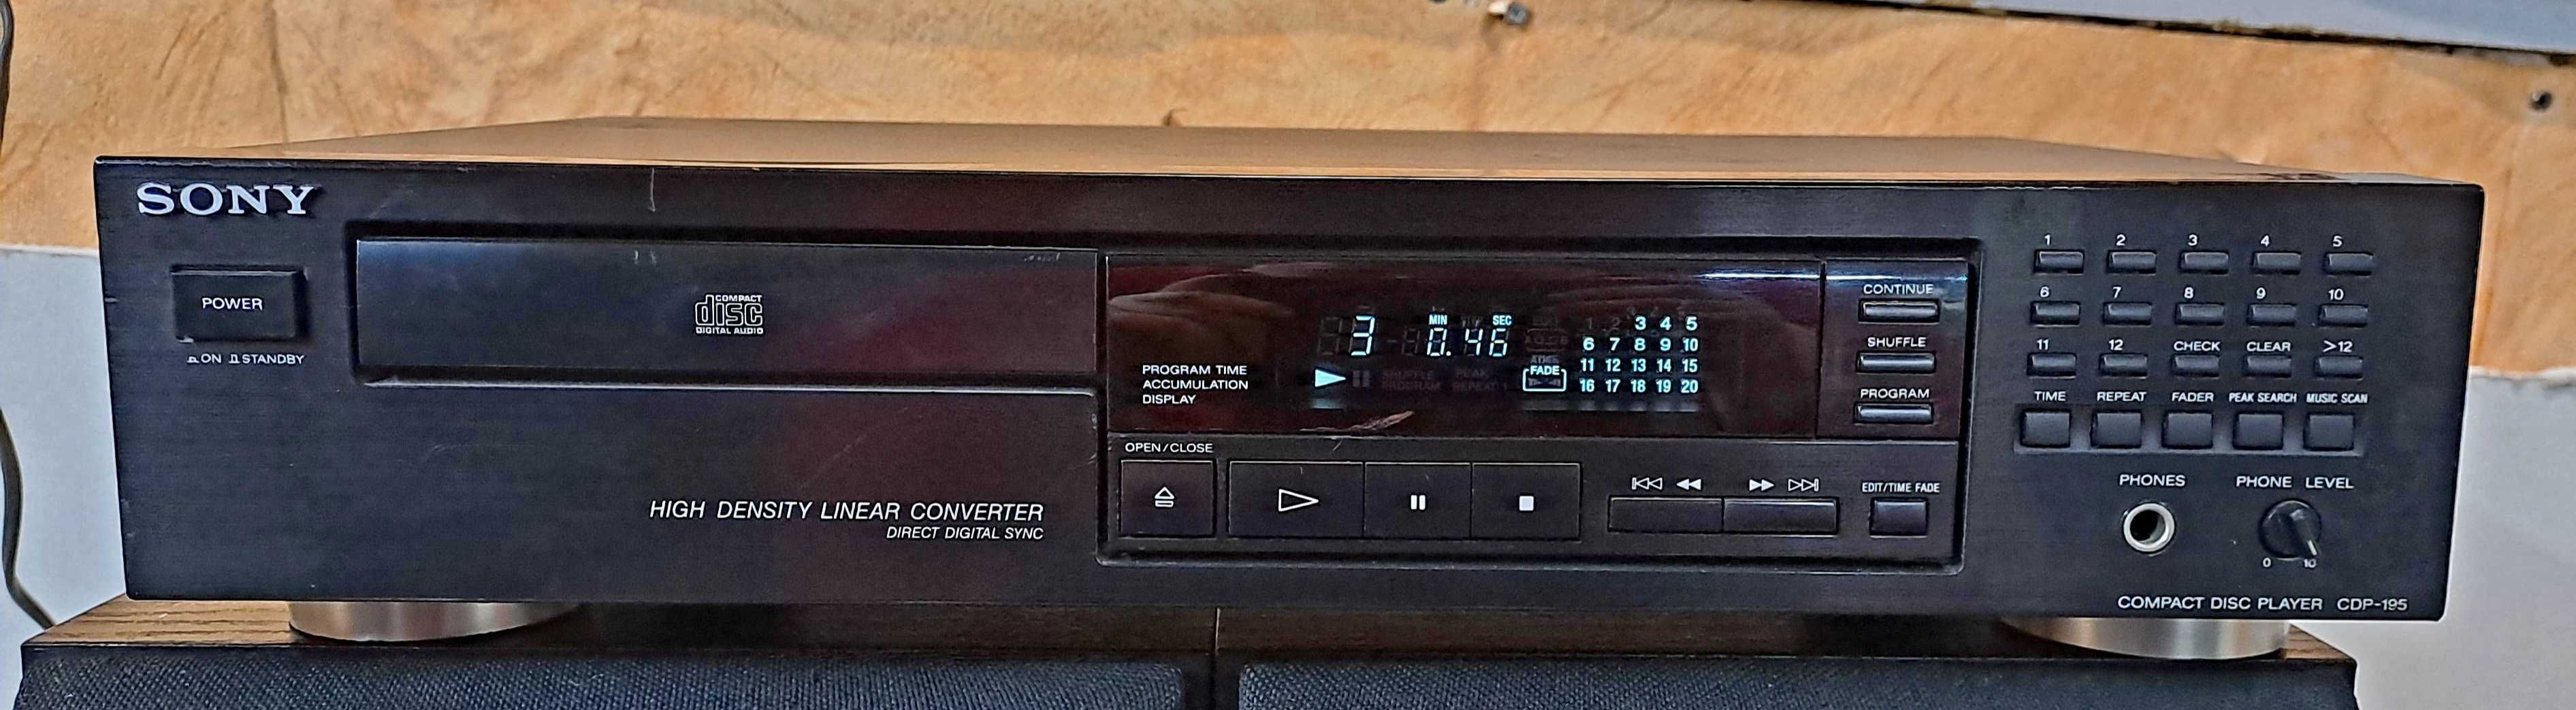 SONY
POWER
ON STANDBY
COMPACT
disc
DIGITAL AUDIO
HIGH DENSITY LINEAR CONVERTER
DIRECT DIGITAL SYNC
PROGRAM TIME
ACCUMULATION
DISPLAY
MIN SEC
3 0.46
3 4 5
6 7 8 9 10
11 12 13 14 15
16 17 18 19 20
FADE
SHUFFLE PEAK
PROGRAM REPEAT 1
CONTINUE
SHUFFLE
PROGRAM
OPEN/CLOSE
EDIT/TIME FADE
1 2 3 4 5
6 7 8 9 10
11 12 CHECK CLEAR >12
TIME REPEAT FADER PEAK SEARCH MUSIC SCAN
PHONES PHONE LEVEL
0 10
COMPACT DISC PLAYER CDP-195